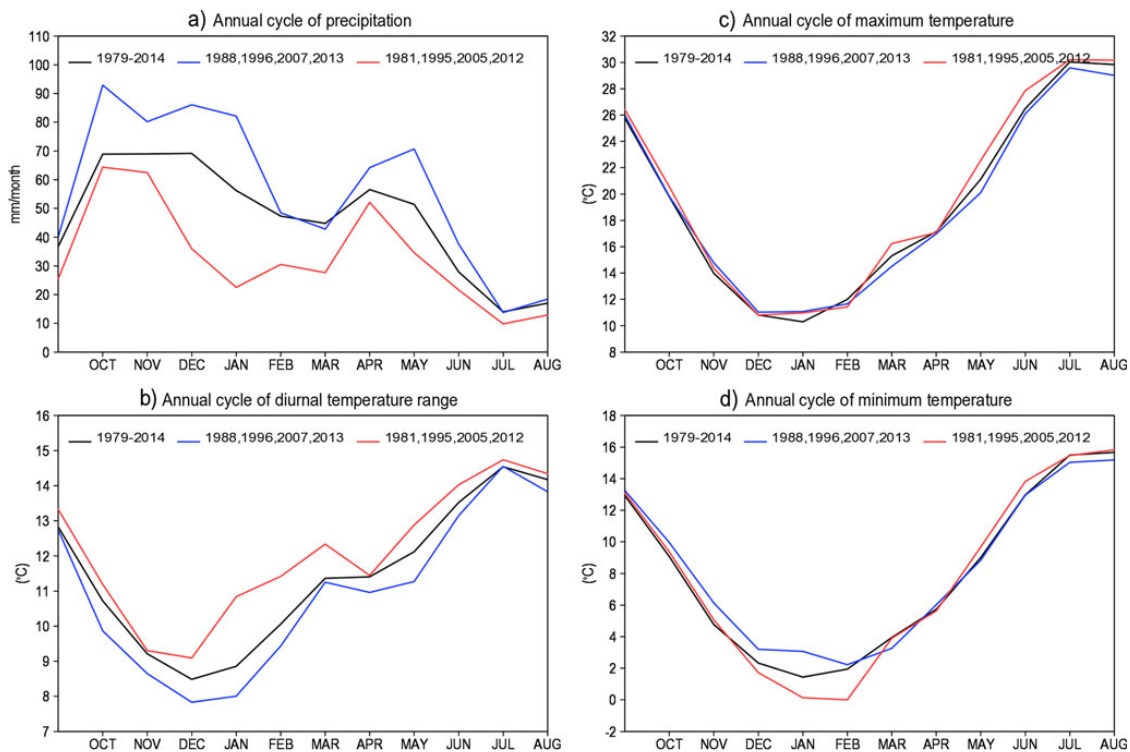 a) Annual cycle of precipitation
110
100
90
80
70
60
50
40
30
20
10
0
mm/month
1979-2014 1988,1996,2007,2013 1981,1995,2005,2012
OCT NOV DEC JAN FEB MAR APR MAY JUN JUL AUG
c) Annual cycle of maximum temperature
32
30
28
26
24
22
20
18
16
14
12
10
8
(°C)
1979-2014 1988,1996,2007,2013 1981,1995,2005,2012
OCT NOV DEC JAN FEB MAR APR MAY JUN JUL AUG
b) Annual cycle of diurnal temperature range
16
15
14
13
12
11
10
9
8
7
(°C)
1979-2014 1988,1996,2007,2013 1981,1995,2005,2012
OCT NOV DEC JAN FEB MAR APR MAY JUN JUL AUG
d) Annual cycle of minimum temperature
16
14
12
10
8
6
4
2
0
-2
(°C)
1979-2014 1988,1996,2007,2013 1981,1995,2005,2012
OCT NOV DEC JAN FEB MAR APR MAY JUN JUL AUG